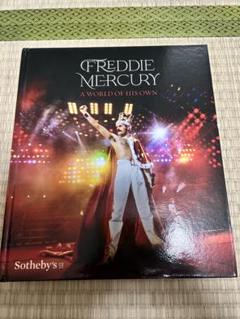 FREDDIE
MERCURY
A WORLD OF HIS OWN
Sotheby's